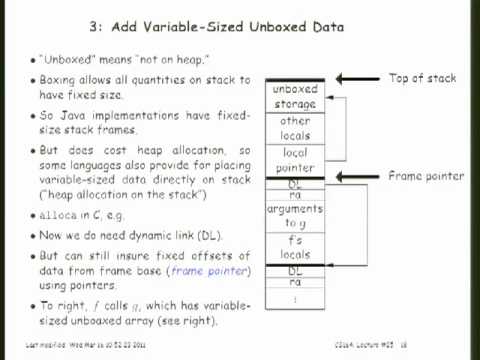 3: Add Variable-Sized Unboxed Data
• "Unboxed" means "not on heap."
• Boxing allows all quantities on stack to
have fixed size.
• So Java implementations have fixed-
size stack frames.
• But does cost heap allocation, so
some languages also provide for placing
variable-sized data directly on stack
("heap allocation on the stack")
• alloca in C, e.g.
• Now we do need dynamic link (DL).
• But can still insure fixed offsets of
data from frame base (frame pointer)
using pointers.
• To right, f calls g, which has variable-
sized unboxed array (see right).
Top of stack
unboxed
storage
other
locals
local
pointer
Frame pointer
DL
ra
arguments
to g
f's
locals
DL
ra
⋮
Last modified: Wed Mar 16 10:52:23 2011
CS164: Lecture #25 18